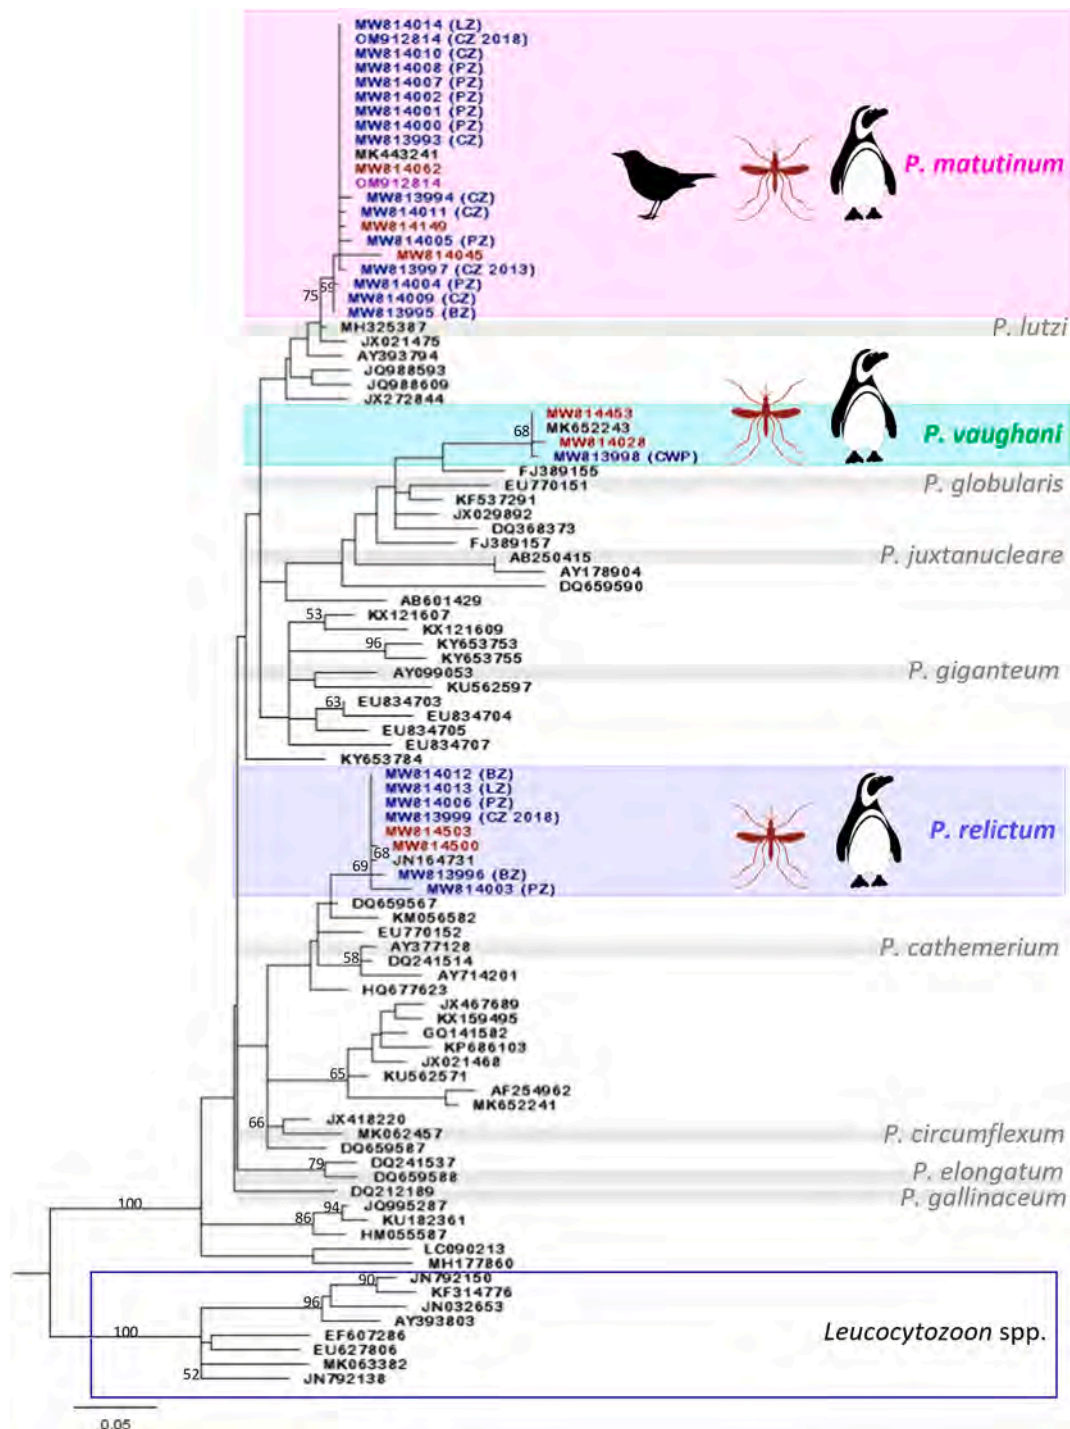 MW814014 (LZ)
OM912814 (CZ 2018)
MW814010 (CZ)
MW814008 (PZ)
MW814007 (PZ)
MW814002 (PZ)
MW814001 (PZ)
MW814000 (PZ)
MW813993 (CZ)
MK443241
MW814062
OM912814
MW813994 (CZ)
MW814011 (CZ)
MW814149
MW814005 (PZ)
MW814045
MW813997 (CZ 2013)
MW814004 (PZ)
MW814009 (CZ)
MW813995 (BZ)
P. matutinum
59
75
MH325387
P. lutzi
JX021475
AY393794
JQ988593
JQ988609
JX272844
MW814453
68
MK652243
P. vaughani
MW814028
MW813998 (CWP)
FJ389155
EU770151
P. globularis
KF537291
JX029892
DQ368373
FJ389157
AB250415
P. juxtanucleare
AY178904
DQ659590
AB601429
53
KX121607
KX121609
96
KY653753
KY653755
AY099053
P. giganteum
KU562597
63
EU834703
EU834704
EU834705
EU834707
KY653784
MW814012 (BZ)
MW814013 (LZ)
MW814006 (PZ)
MW813999 (CZ 2018)
MW814503
P. relictum
MW814500
68
JN164731
69
MW813996 (BZ)
MW814003 (PZ)
DQ659567
KM056582
EU770152
AY377128
P. cathemerium
58
DQ241514
AY714201
HQ677623
JX467689
KX159495
GQ141582
KP686103
JX021468
65
KU562571
AF254962
MK652241
JX418220
66
MK062457
P. circumflexum
DQ659587
79
DQ241537
DQ659588
P. elongatum
DQ212189
P. gallinaceum
100
94
JQ995287
86
KU182361
HM055587
LC090213
MH177860
90
JN792150
KF314776
96
JN032653
AY393803
100
EF607286
Leucocytozoon spp.
EU627806
MK063382
52
JN792138
0.05